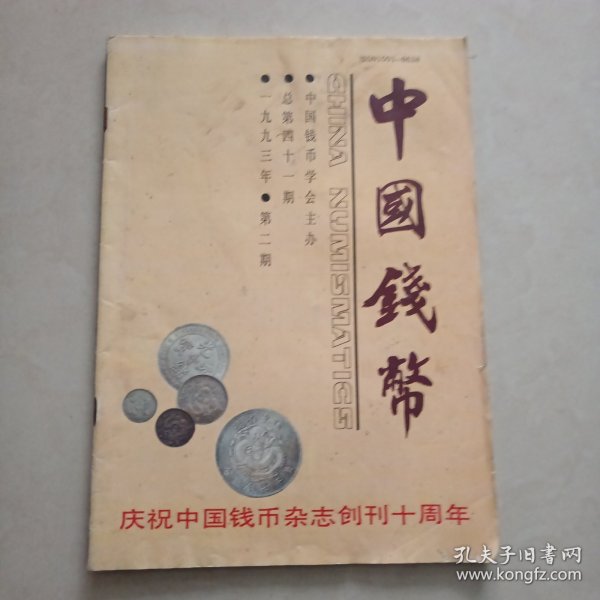 中國錢幣
CHINA NUMISMATICS
●中国钱币学会主办
●总第四十一期
●一九九三年●第二期
庆祝中国钱币杂志创刊十周年
孔夫子旧书网
www.kongfz.com